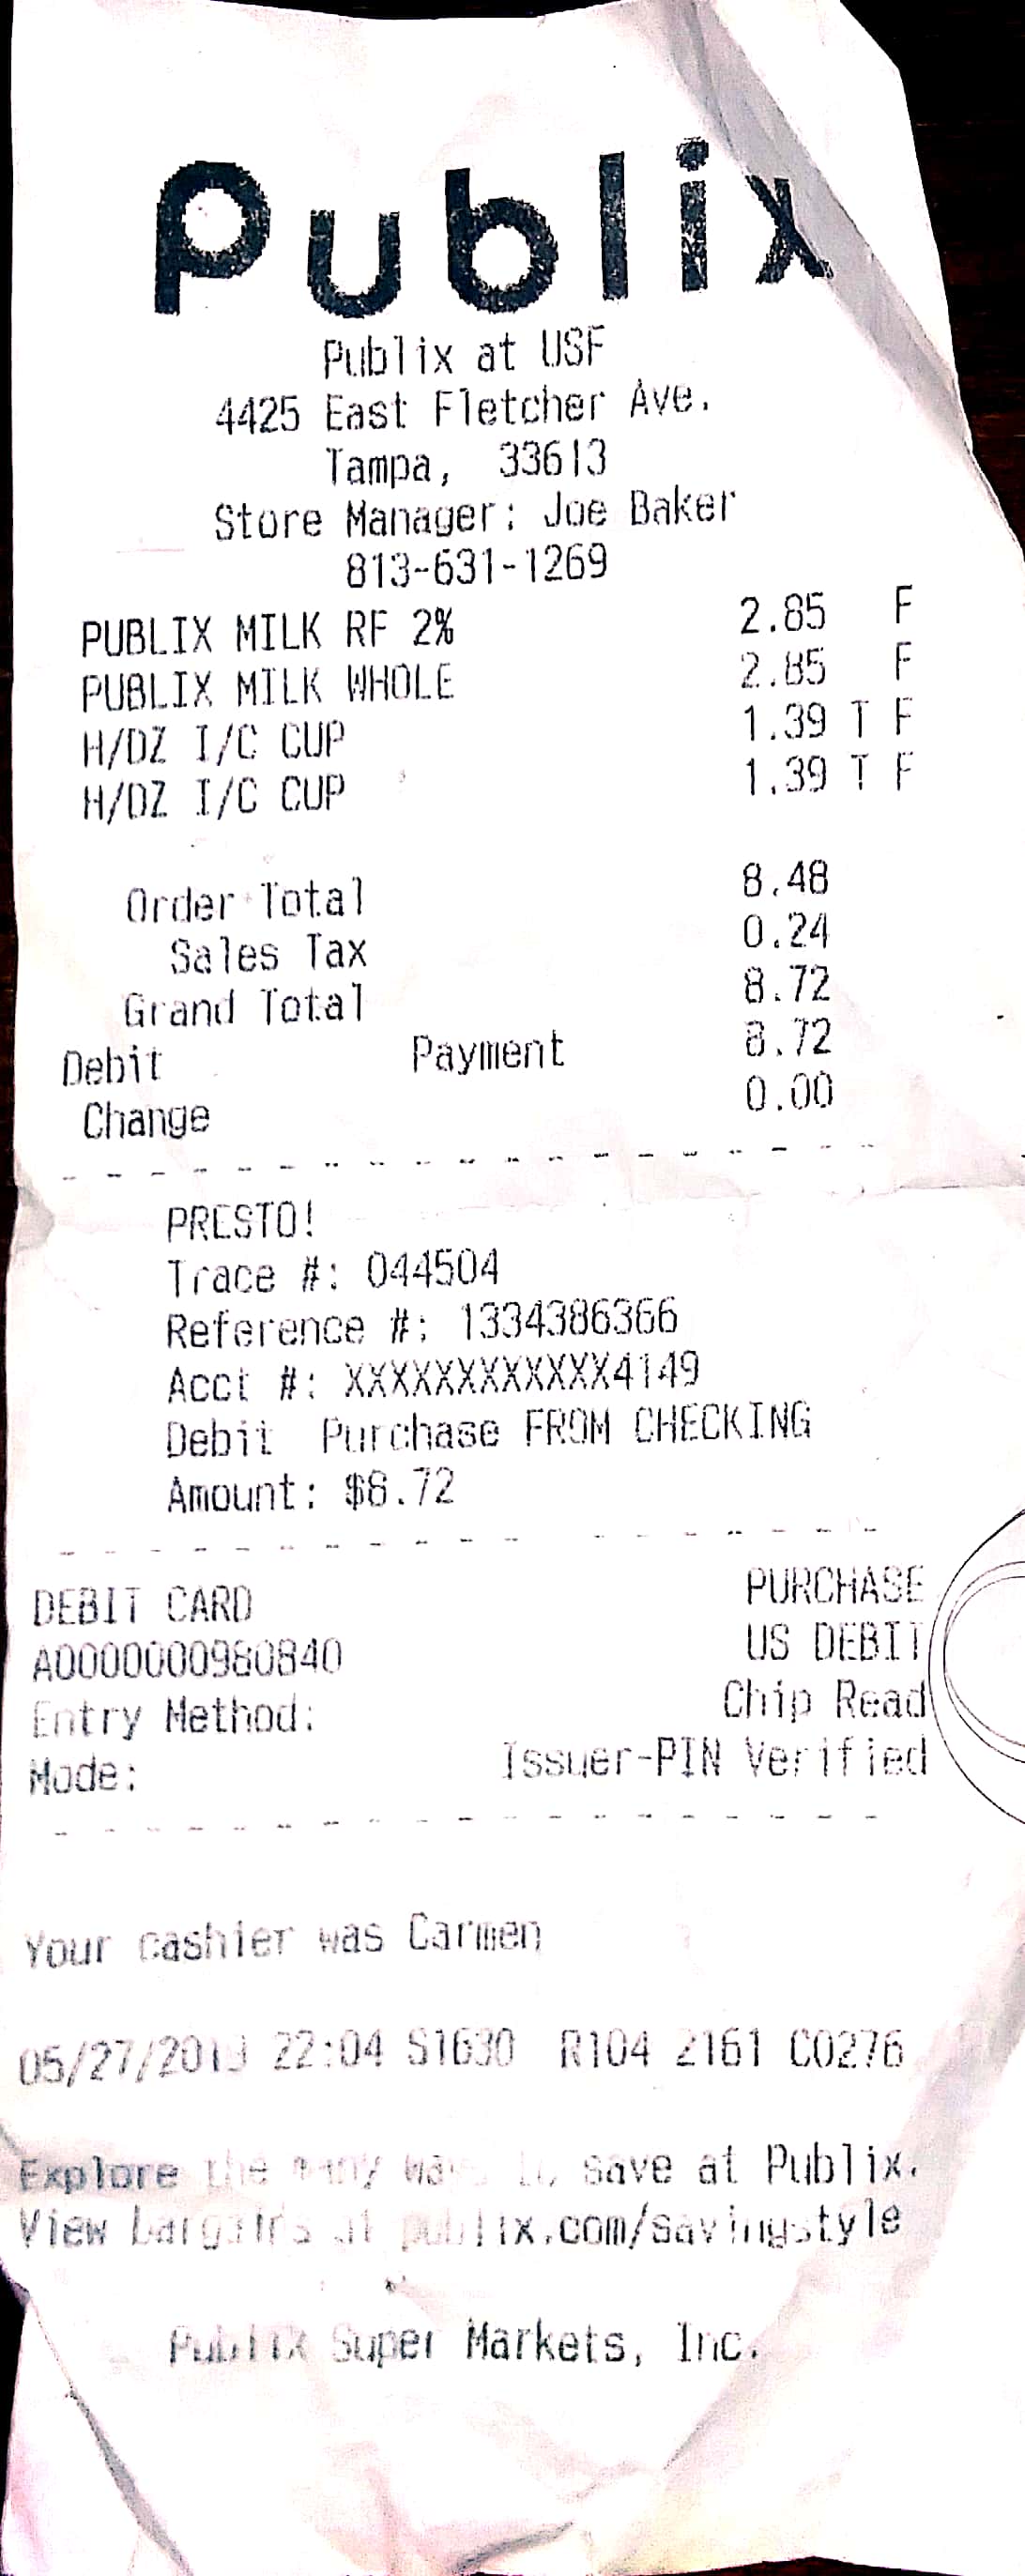 Publix
Publix at USF
4425 East Fletcher Ave.
Tampa, 33613
Store Manager: Joe Baker
813-631-1269
PUBLIX MILK RF 2% 2.85 F
PUBLIX MILK WHOLE 2.85 F
H/DZ I/C CUP 1.39 T F
H/DZ I/C CUP 1.39 T F
Order Total 8.48
Sales Tax 0.24
Grand Total 8.72
Debit Payment 8.72
Change 0.00
PRESTO!
Trace #: 044504
Reference #: 1334386366
Acct #: XXXXXXXXXXXX4149
Debit Purchase FROM CHECKING
Amount: $8.72
DEBIT CARD PURCHASE
A0000000980840 US DEBIT
Entry Method: Chip Read
Mode: Issuer-PIN Verified
Your cashier was Carmen
22:04 S1630 R104 2161 C0276
Explore the many ways to save at Publix.
View bargains at publix.com/savingstyle
Publix Super Markets, Inc.